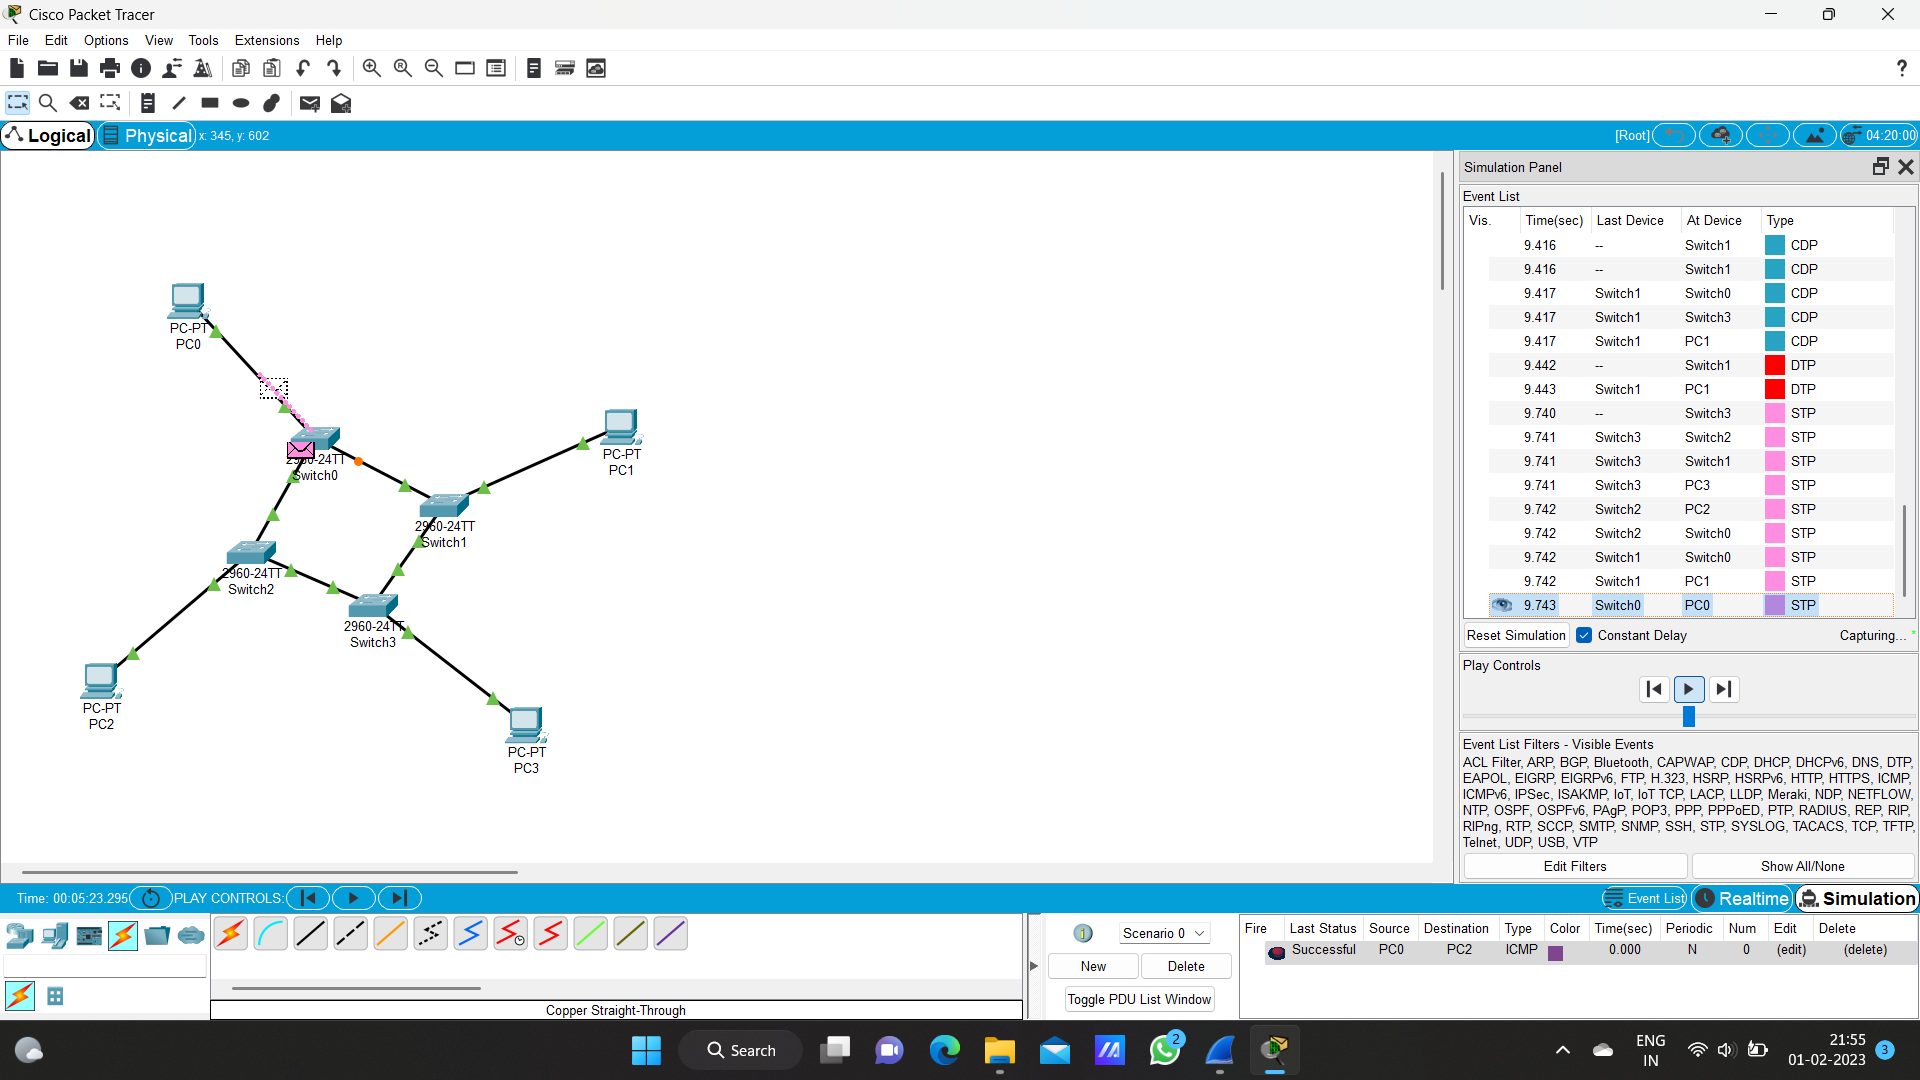 Cisco Packet Tracer
File Edit Options View Tools Extensions Help
Logical Physical x: 345, y: 602 [Root] 04:20:00
PC-PT
PC0
2960-24TT
Switch0
PC-PT
PC1
2960-24TT
Switch1
2960-24TT
Switch2
2960-24TT
Switch3
PC-PT
PC2
PC-PT
PC3
Simulation Panel
Event List
Vis. Time(sec) Last Device At Device Type
9.416 -- Switch1 CDP
9.416 -- Switch1 CDP
9.417 Switch1 Switch0 CDP
9.417 Switch1 Switch3 CDP
9.417 Switch1 PC1 CDP
9.442 -- Switch1 DTP
9.443 Switch1 PC1 DTP
9.740 -- Switch3 STP
9.741 Switch3 Switch2 STP
9.741 Switch3 Switch1 STP
9.741 Switch3 PC3 STP
9.742 Switch2 PC2 STP
9.742 Switch2 Switch0 STP
9.742 Switch1 Switch0 STP
9.742 Switch1 PC1 STP
9.743 Switch0 PC0 STP
Reset Simulation Constant Delay Capturing... *
Play Controls
Event List Filters - Visible Events
ACL Filter, ARP, BGP, Bluetooth, CAPWAP, CDP, DHCP, DHCPv6, DNS, DTP,
EAPOL, EIGRP, EIGRPv6, FTP, H.323, HSRP, HSRPv6, HTTP, HTTPS, ICMP,
ICMPv6, IPSec, ISAKMP, IoT, IoT TCP, LACP, LLDP, Meraki, NDP, NETFLOW,
NTP, OSPF, OSPFv6, PAgP, POP3, PPP, PPPoED, PTP, RADIUS, REP, RIP,
RIPng, RTP, SCCP, SMTP, SNMP, SSH, STP, SYSLOG, TACACS, TCP, TFTP,
Telnet, UDP, USB, VTP
Edit Filters Show All/None
Time: 00:05:23.295 PLAY CONTROLS: Event List Realtime Simulation
Scenario 0
New Delete
Toggle PDU List Window
Fire Last Status Source Destination Type Color Time(sec) Periodic Num Edit Delete
Successful PC0 PC2 ICMP 0.000 N 0 (edit) (delete)
Copper Straight-Through
Search
2
ENG
IN
21:55
01-02-2023
3